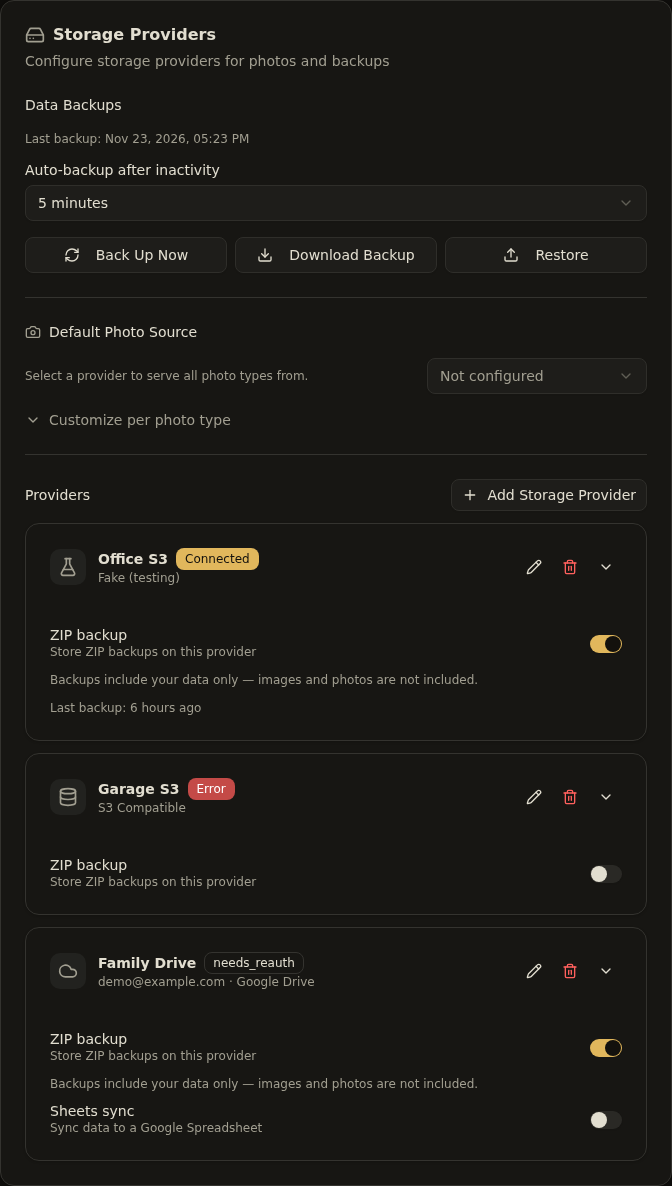 Storage Providers
Configure storage providers for photos and backups
Data Backups
Last backup: Nov 23, 2026, 05:23 PM
Auto-backup after inactivity
5 minutes
Back Up Now
Download Backup
Restore
Default Photo Source
Select a provider to serve all photo types from.
Not configured
Customize per photo type
Providers
Add Storage Provider
Office S3
Connected
Fake (testing)
ZIP backup
Store ZIP backups on this provider
Backups include your data only — images and photos are not included.
Last backup: 6 hours ago
Garage S3
Error
S3 Compatible
ZIP backup
Store ZIP backups on this provider
Family Drive
needs_reauth
demo@example.com · Google Drive
ZIP backup
Store ZIP backups on this provider
Backups include your data only — images and photos are not included.
Sheets sync
Sync data to a Google Spreadsheet